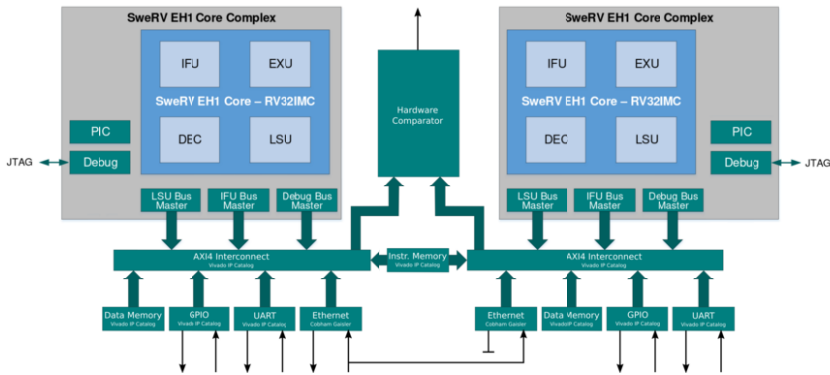 SweRV EH1 Core Complex
IFU
EXU
SweRV EH1 Core – RV32IMC
DEC
LSU
PIC
JTAG
Debug
LSU Bus
Master
IFU Bus
Master
Debug Bus
Master
Hardware
Comparator
SweRV EH1 Core Complex
IFU
EXU
SweRV EH1 Core – RV32IMC
DEC
LSU
PIC
Debug
JTAG
LSU Bus
Master
IFU Bus
Master
Debug Bus
Master
AXI4 Interconnect
Vivado IP Catalog
Instr. Memory
Vivado IP Catalog
AXI4 Interconnect
Vivado IP Catalog
Data Memory
Vivado IP Catalog
GPIO
Vivado IP Catalog
UART
Vivado IP Catalog
Ethernet
Cobham Gaisler
Ethernet
Cobham Gaisler
Data Memory
Vivado IP Catalog
GPIO
Vivado IP Catalog
UART
Vivado IP Catalog